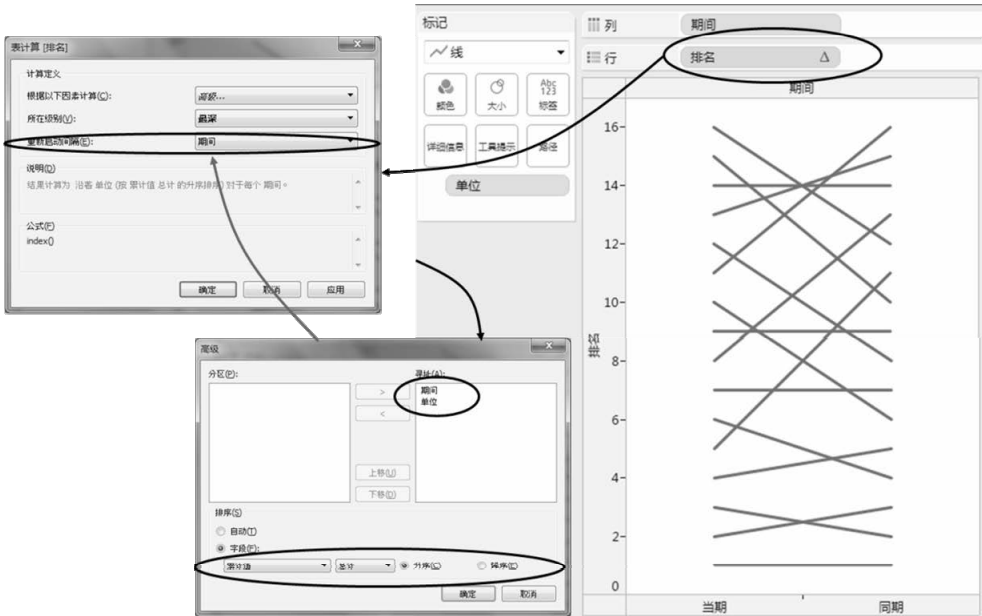 表计算 [排名]
计算定义
根据以下因素计算(C):
高级...
所在级别(V):
最深
重新启动间隔(E):
期间
说明(D)
结果计算为 沿着 单位 (按 累计值 总计 的升序排序) 对于每个 期间。
公式(F)
index()
确定
取消
应用
标记
线
颜色
大小
Abc
123
标签
详细信息
工具提示
路径
单位
列
期间
行
排名 Δ
期间
排名
16
14
12
10
8
6
4
2
0
当期
同期
高级
分区(P):
寻址(A):
期间
单位
>
<
上移(U)
下移(D)
排序(S)
自动(T)
字段(F):
累计值
总计
升序(C)
降序(E)
确定
取消